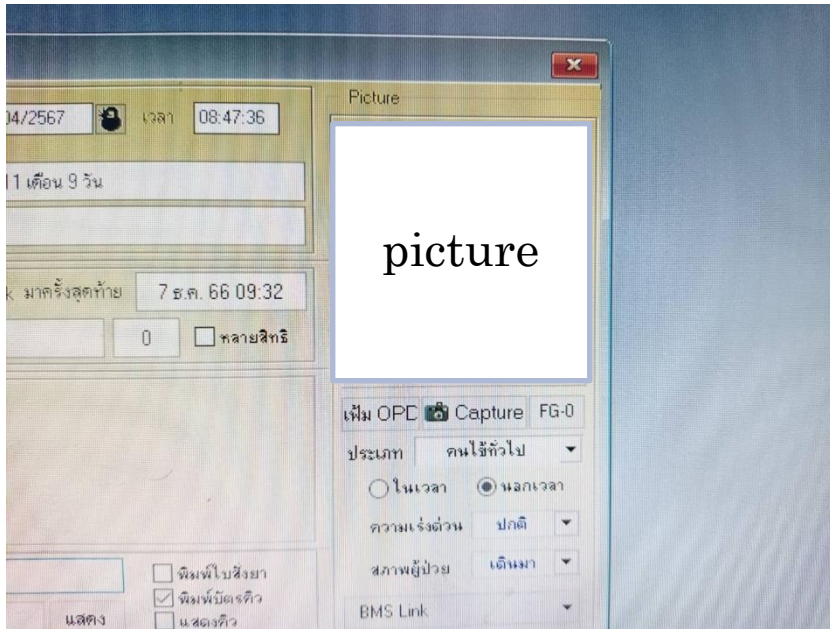 Picture
04/2567 เวลา 08:47:36
11 เดือน 9 วัน
picture
มาครั้งสุดท้าย 7 ธ.ค. 66 09:32
0 หลายสิทธิ
แฟ้ม OPD Capture FG-0
ประเภท คนไข้ทั่วไป
ในเวลา นอกเวลา
ความเร่งด่วน ปกติ
สภาพผู้ป่วย เดินมา
พิมพ์ใบสั่งยา
พิมพ์บัตรคิว
แสดง แสดงคิว
BMS Link